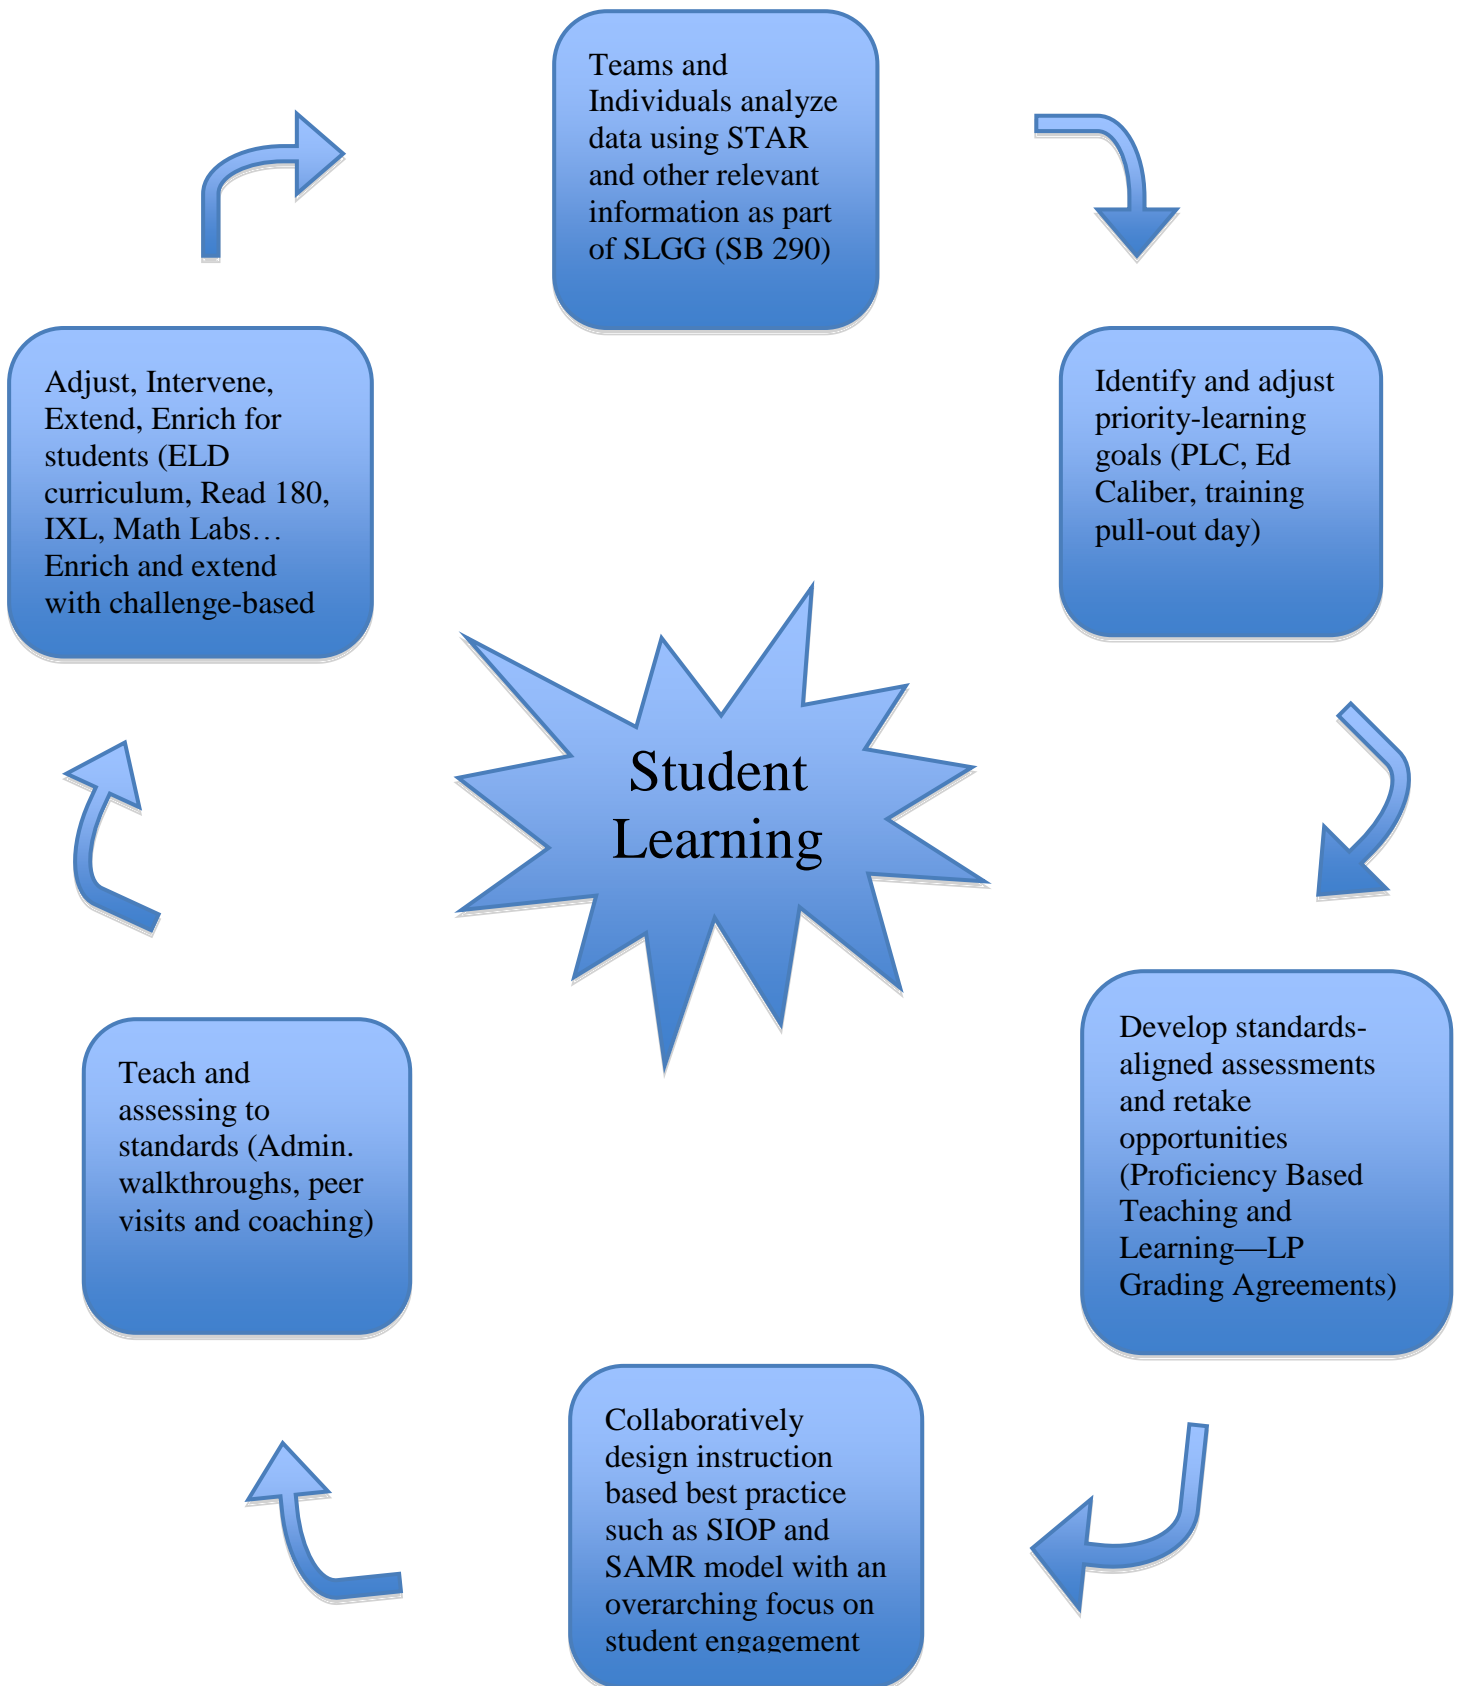 Teams and
Individuals analyze
data using STAR
and other relevant
information as part
of SLGG (SB 290)
Identify and adjust
priority-learning
goals (PLC, Ed
Caliber, training
pull-out day)
Develop standards-
aligned assessments
and retake
opportunities
(Proficiency Based
Teaching and
Learning—LP
Grading Agreements)
Collaboratively
design instruction
based best practice
such as SIOP and
SAMR model with an
overarching focus on
student engagement
Teach and
assessing to
standards (Admin.
walkthroughs, peer
visits and coaching)
Adjust, Intervene,
Extend, Enrich for
students (ELD
curriculum, Read 180,
IXL, Math Labs…
Enrich and extend
with challenge-based
Student
Learning